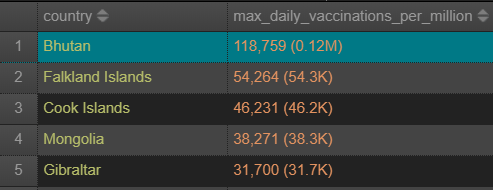 country max_daily_vaccinations_per_million
1 Bhutan 118,759 (0.12M)
2 Falkland Islands 54,264 (54.3K)
3 Cook Islands 46,231 (46.2K)
4 Mongolia 38,271 (38.3K)
5 Gibraltar 31,700 (31.7K)